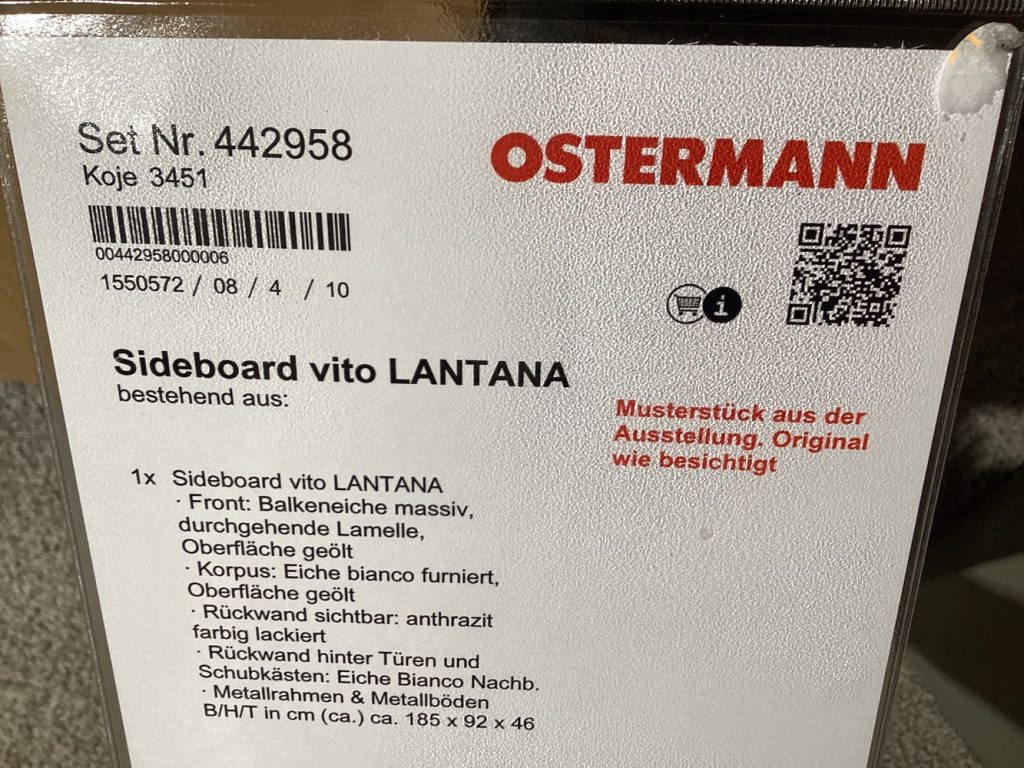 Set Nr. 442958
Koje 3451
OSTERMANN
00442958000006
1550572 / 08 / 4 / 10
i
Sideboard vito LANTANA
bestehend aus:
Musterstück aus der
Ausstellung. Original
wie besichtigt
1x Sideboard vito LANTANA
· Front: Balkeneiche massiv,
durchgehende Lamelle,
Oberfläche geölt
· Korpus: Eiche bianco furniert,
Oberfläche geölt
· Rückwand sichtbar: anthrazit
farbig lackiert
· Rückwand hinter Türen und
Schubkästen: Eiche Bianco Nachb.
· Metallrahmen & Metallböden
B/H/T in cm (ca.) ca. 185 x 92 x 46